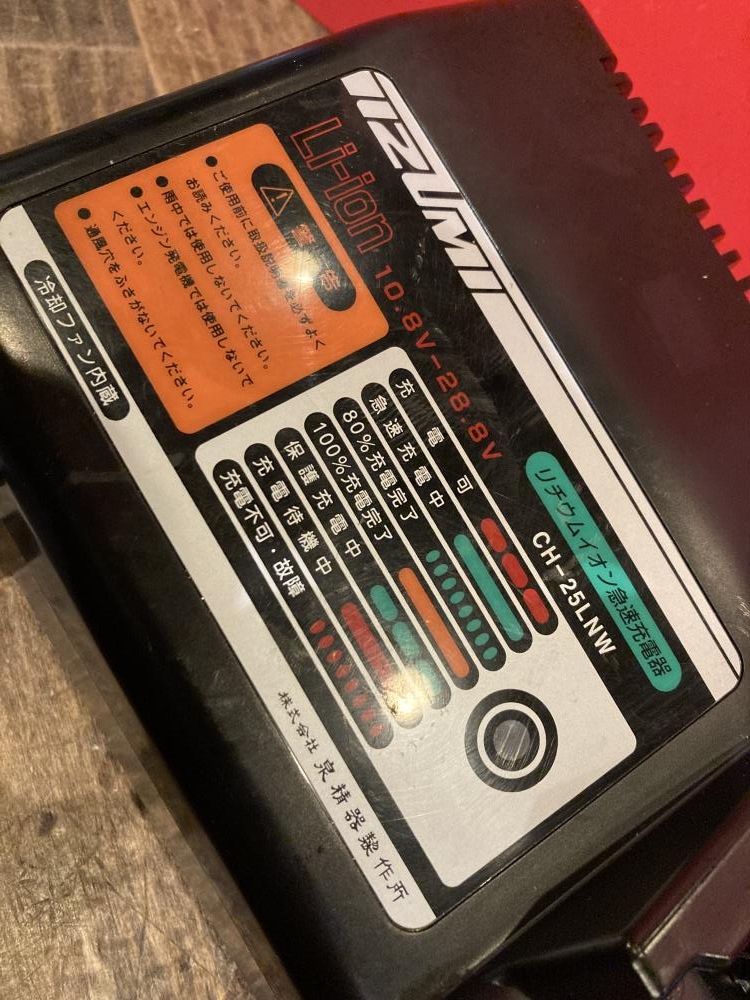 IZUMI
Li-ion 10.8V-28.8V
リチウムイオン急速充電器
CH-25LNW
⚠ 警告
●ご使用前に取扱説明書を必ずよく
お読みください。
●雨中では使用しないでください。
●エンジン発電機では使用しないで
ください。
●通風穴をふさがないでください。
充電可
急速充電中
80%充電完了
100%充電完了
保護充電中
充電待機中
充電不可・故障
冷却ファン内蔵
株式会社 泉精器製作所